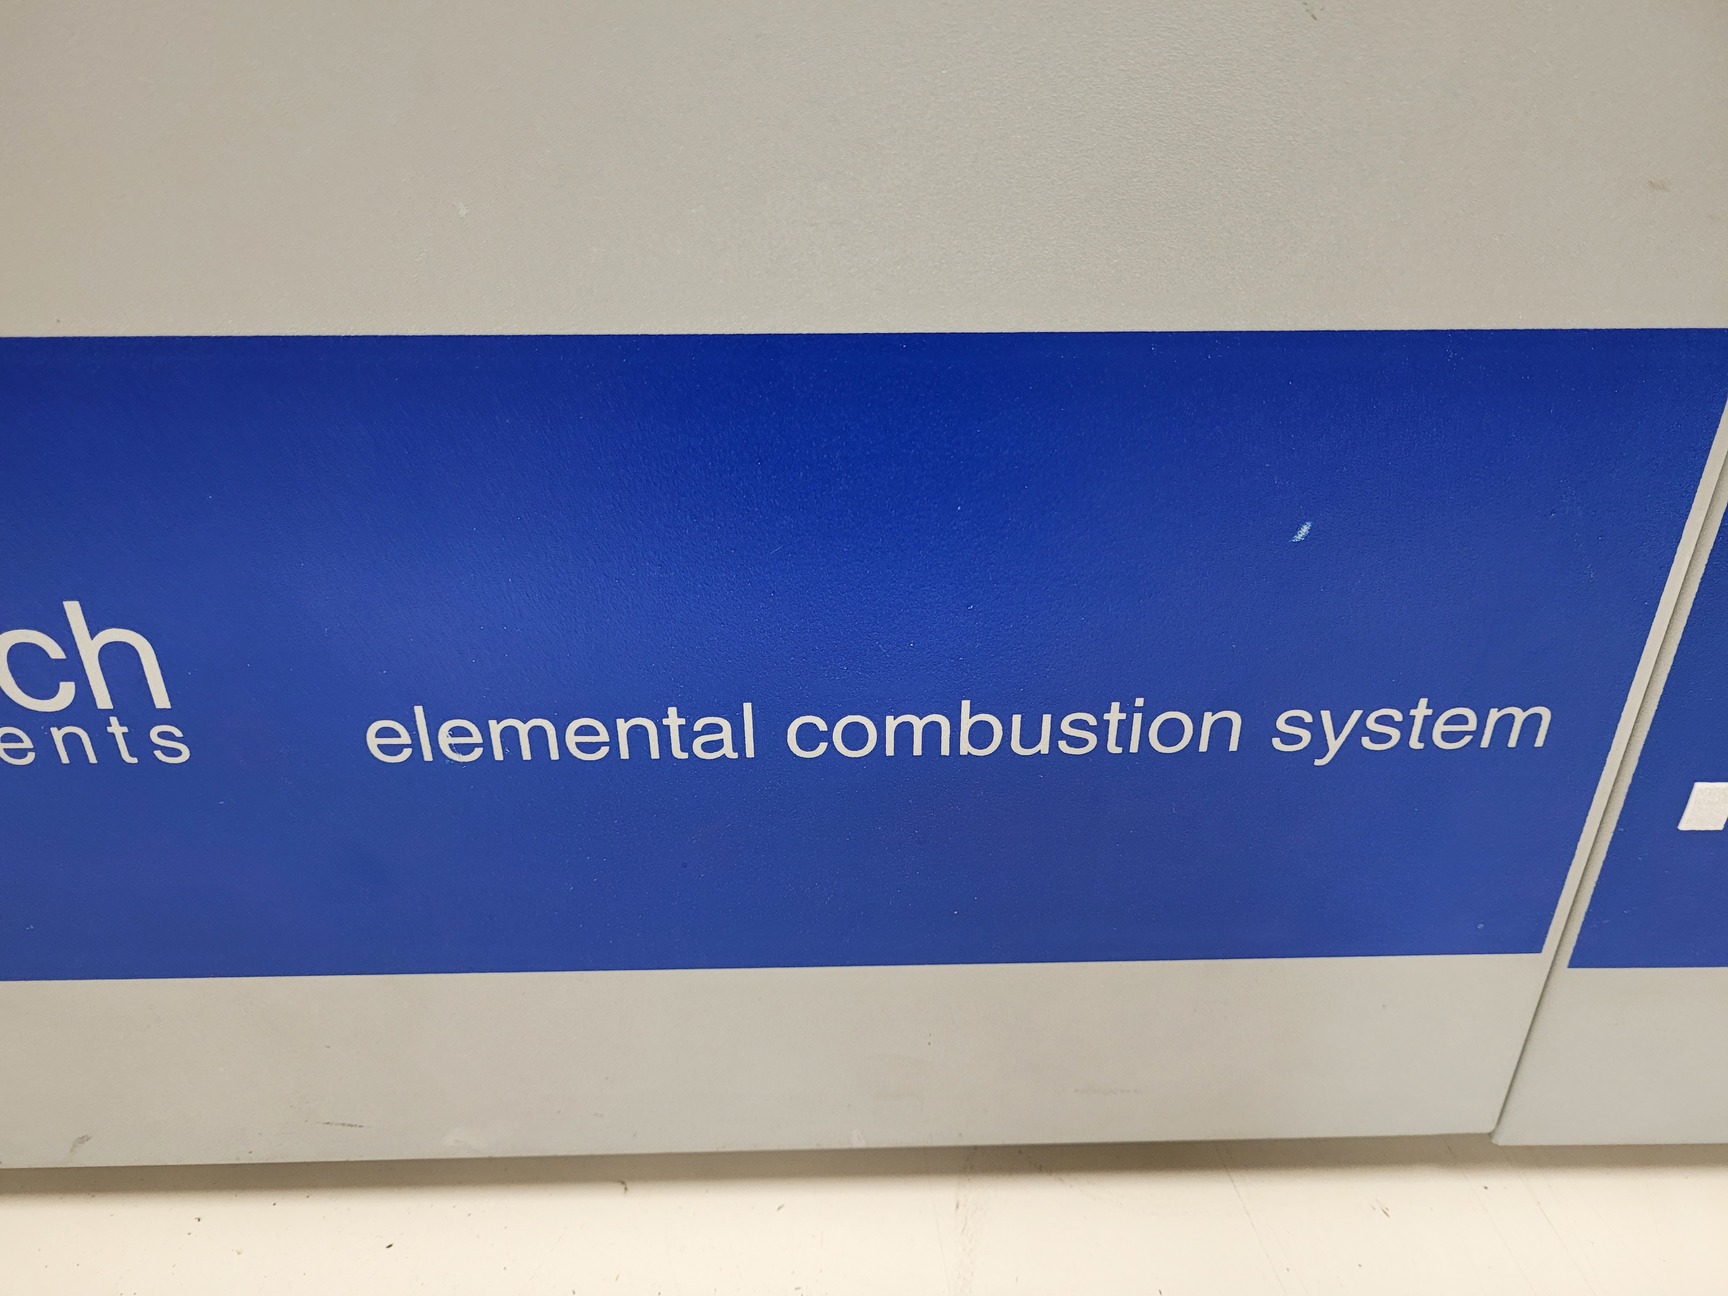 ch
ents
elemental combustion system